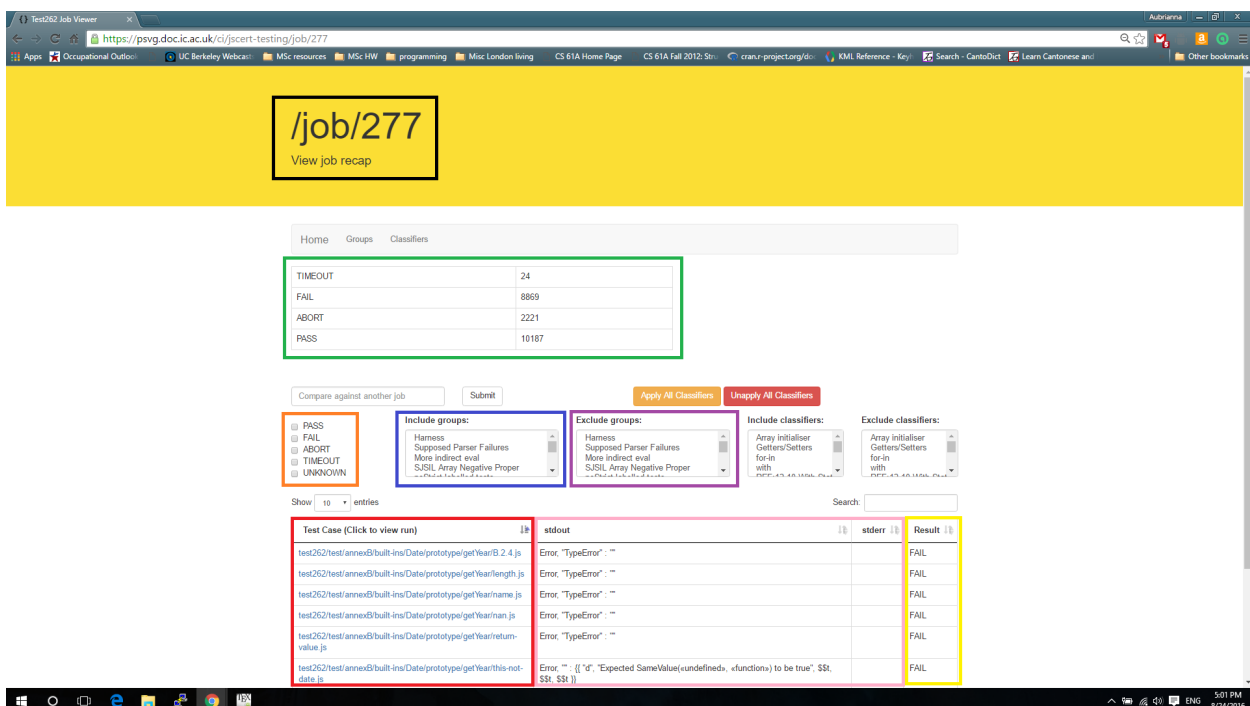 Test262 Job Viewer
Aubrianna
https://psvg.doc.ic.ac.uk/ci/jscert-testing/job/277
Apps Occupational Outlook UC Berkeley Webcast MSc resources MSc HW programming Misc London living CS 61A Home Page CS 61A Fall 2012: Stru cran.r-project.org/doc KML Reference - Keyh Search - CantoDict Learn Cantonese and Other bookmarks
/job/277
View job recap
Home Groups Classifiers
TIMEOUT 24
FAIL 8869
ABORT 2221
PASS 10187
Compare against another job Submit Apply All Classifiers Unapply All Classifiers
PASS
FAIL
ABORT
TIMEOUT
UNKNOWN
Include groups:
Harness
Supposed Parser Failures
More indirect eval
SJSIL Array Negative Proper
Exclude groups:
Harness
Supposed Parser Failures
More indirect eval
SJSIL Array Negative Proper
Include classifiers:
Array initialiser
Getters/Setters
for-in
with
Exclude classifiers:
Array initialiser
Getters/Setters
for-in
with
Show 10 entries Search:
Test Case (Click to view run) stdout stderr Result
test262/test/annexB/built-ins/Date/prototype/getYear/B.2.4.js Error, "TypeError" : "" FAIL
test262/test/annexB/built-ins/Date/prototype/getYear/length.js Error, "TypeError" : "" FAIL
test262/test/annexB/built-ins/Date/prototype/getYear/name.js Error, "TypeError" : "" FAIL
test262/test/annexB/built-ins/Date/prototype/getYear/nan.js Error, "TypeError" : "" FAIL
test262/test/annexB/built-ins/Date/prototype/getYear/return-
value.js Error, "TypeError" : "" FAIL
test262/test/annexB/built-ins/Date/prototype/getYear/this-not-
date.js Error, "" : {{ "d", "Expected SameValue(«undefined», «function») to be true", $$t,
$$t, $$t }} FAIL
ENG 5:01 PM
8/24/2016